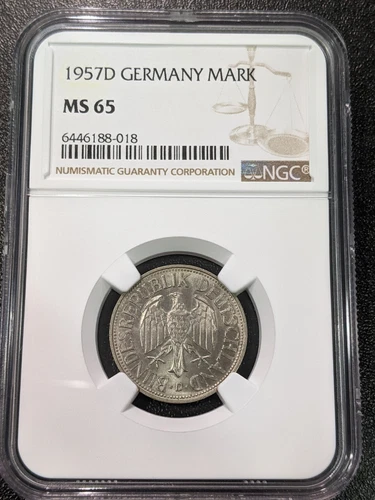 1957D GERMANY MARK
MS 65
6446188-018
NUMISMATIC GUARANTY CORPORATION
NGC®
BUNDESREPUBLIK DEUTSCHLAND
D